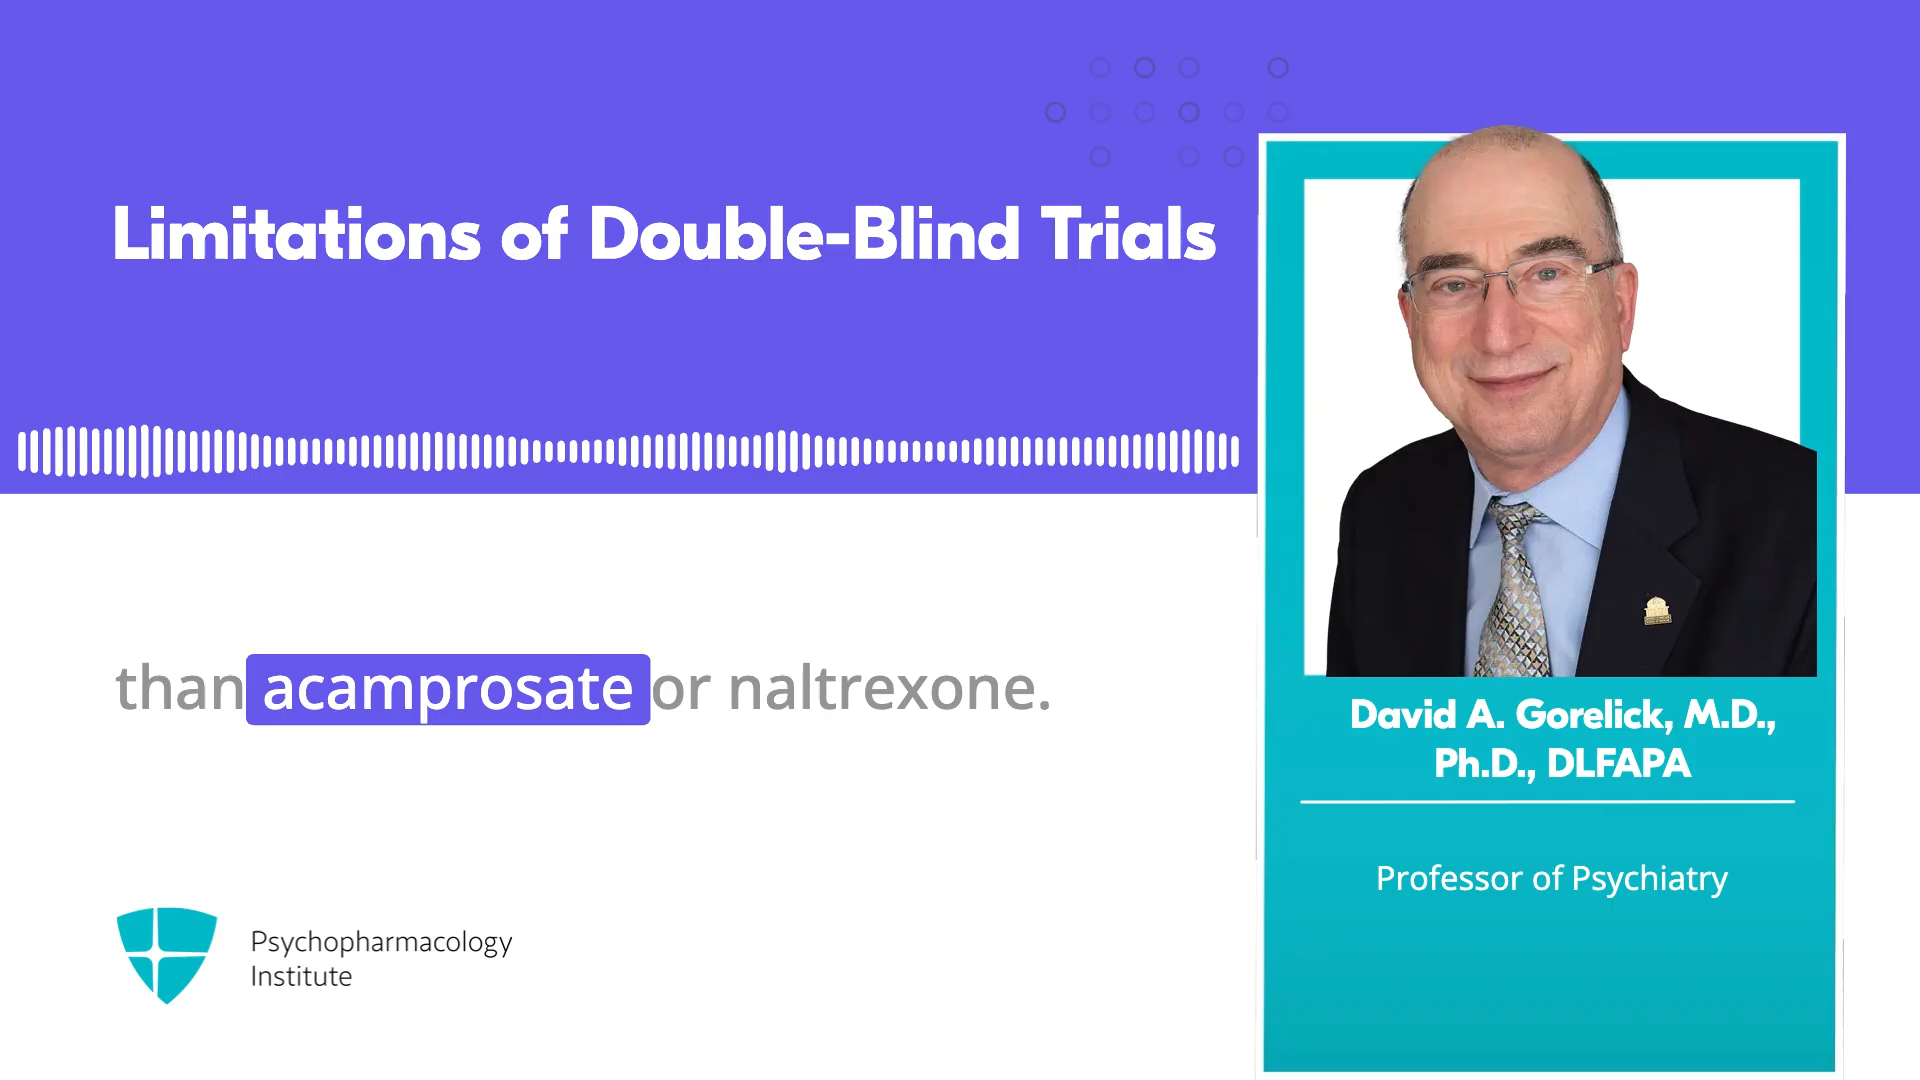 Limitations of Double-Blind Trials
than acamprosate or naltrexone.
David A. Gorelick, M.D.,
Ph.D., DLFAPA
Professor of Psychiatry
Psychopharmacology
Institute